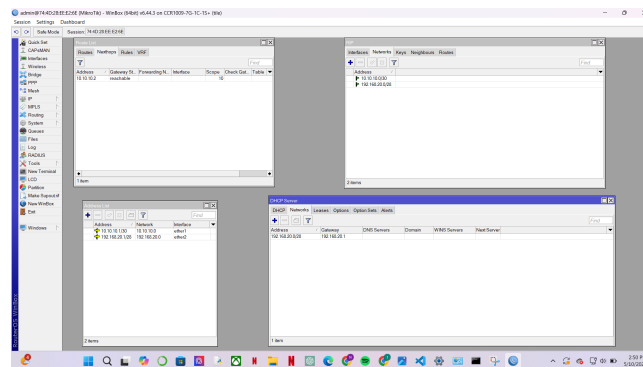 admin@74:4D:28:EE:E2:6E (MikroTik) - WinBox (64bit) v6.44.3 on CCR1009-7G-1C-1S+ (tile)
Session Settings Dashboard
Safe Mode Session: 74:4D:28:EE:E2:6E
Quick Set
CAPsMAN
Interfaces
Wireless
Bridge
PPP
Mesh
IP
MPLS
Routing
System
Queues
Files
Log
RADIUS
Tools
New Terminal
LCD
Partition
Make Supout.rif
New WinBox
Exit
Windows
RouterOS WinBox
Route List
Routes Nexthops Rules VRF
Find
Address Gateway St... Forwarding N... Interface Scope Check Gat... Table
10.10.10.2 reachable 10
1 item
Interfaces Networks Keys Neighbours Routes
Find
Address
10.10.10.0/30
192.168.20.0/28
2 items
Address List
Find
Address Network Interface
10.10.10.1/30 10.10.10.0 ether1
192.168.20.1/28 192.168.20.0 ether2
2 items
DHCP Server
DHCP Networks Leases Options Option Sets Alerts
Find
Address Gateway DNS Servers Domain WINS Servers Next Server
192.168.20.0/28 192.168.20.1
1 item
2:50 P
5/10/202